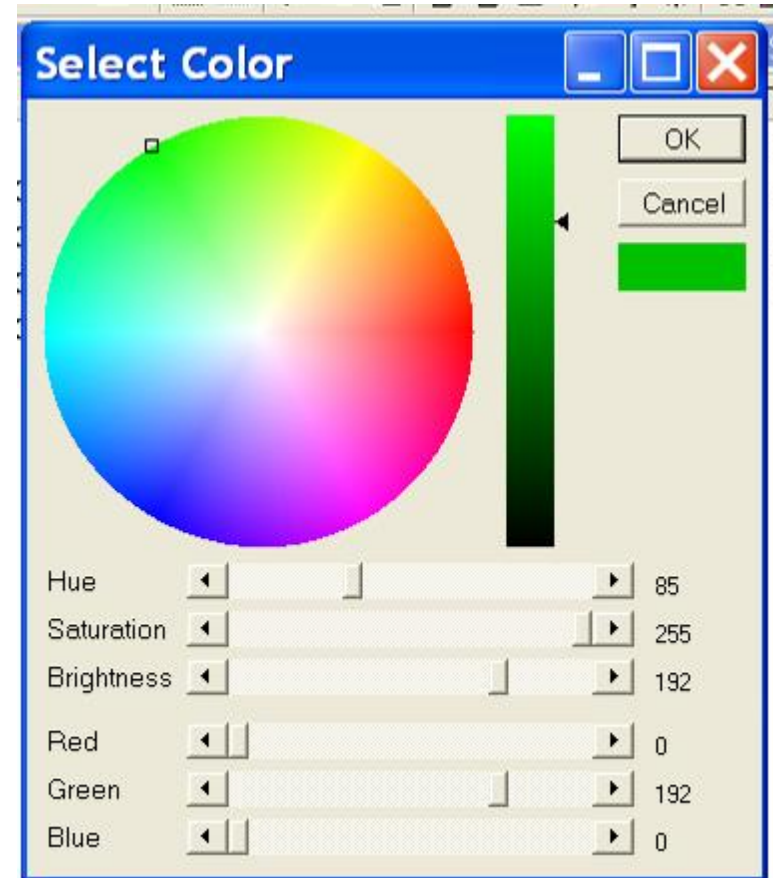 Select Color
OK
Cancel
Hue 85
Saturation 255
Brightness 192
Red 0
Green 192
Blue 0